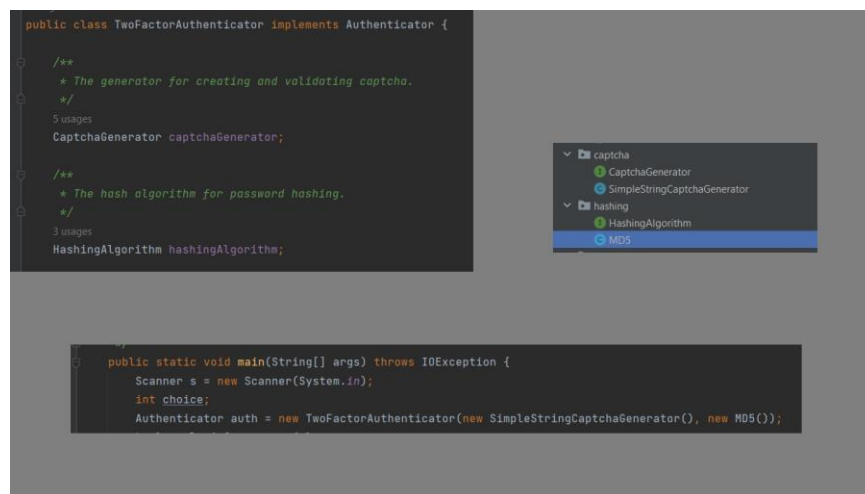 public class TwoFactorAuthenticator implements Authenticator {
/**
* The generator for creating and validating captcha.
*/
5 usages
CaptchaGenerator captchaGenerator;
/**
* The hash algorithm for password hashing.
*/
3 usages
HashingAlgorithm hashingAlgorithm;
captcha
CaptchaGenerator
SimpleStringCaptchaGenerator
hashing
HashingAlgorithm
MD5
public static void main(String[] args) throws IOException {
Scanner s = new Scanner(System.in);
int choice;
Authenticator auth = new TwoFactorAuthenticator(new SimpleStringCaptchaGenerator(), new MD5());